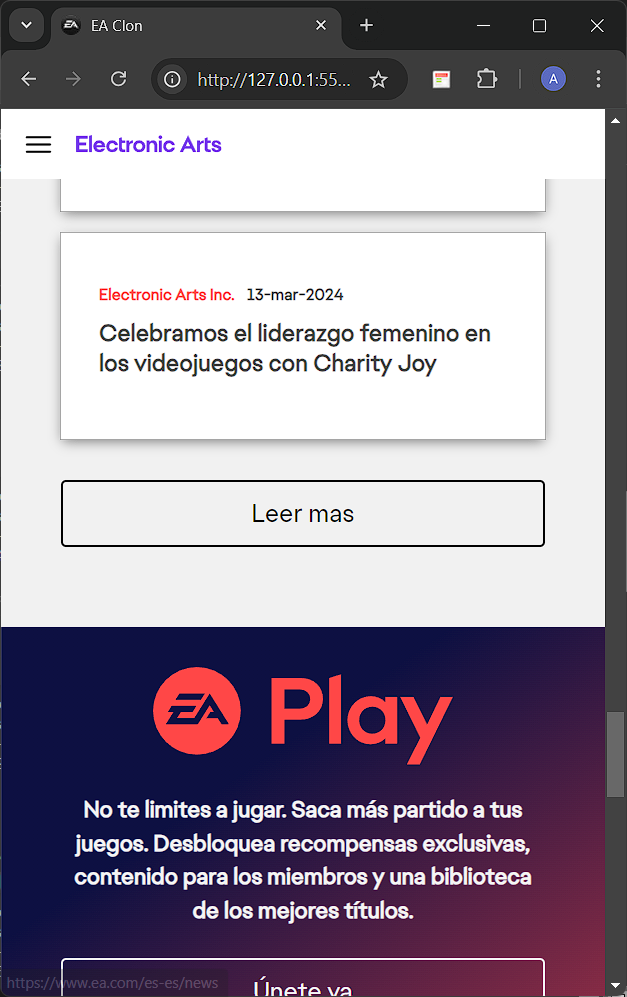 EA Clon
http://127.0.0.1:55...
A
Electronic Arts
Electronic Arts Inc. 13-mar-2024
Celebramos el liderazgo femenino en
los videojuegos con Charity Joy
Leer mas
EA Play
No te limites a jugar. Saca más partido a tus
juegos. Desbloquea recompensas exclusivas,
contenido para los miembros y una biblioteca
de los mejores títulos.
Únete ya
https://www.ea.com/es-es/news